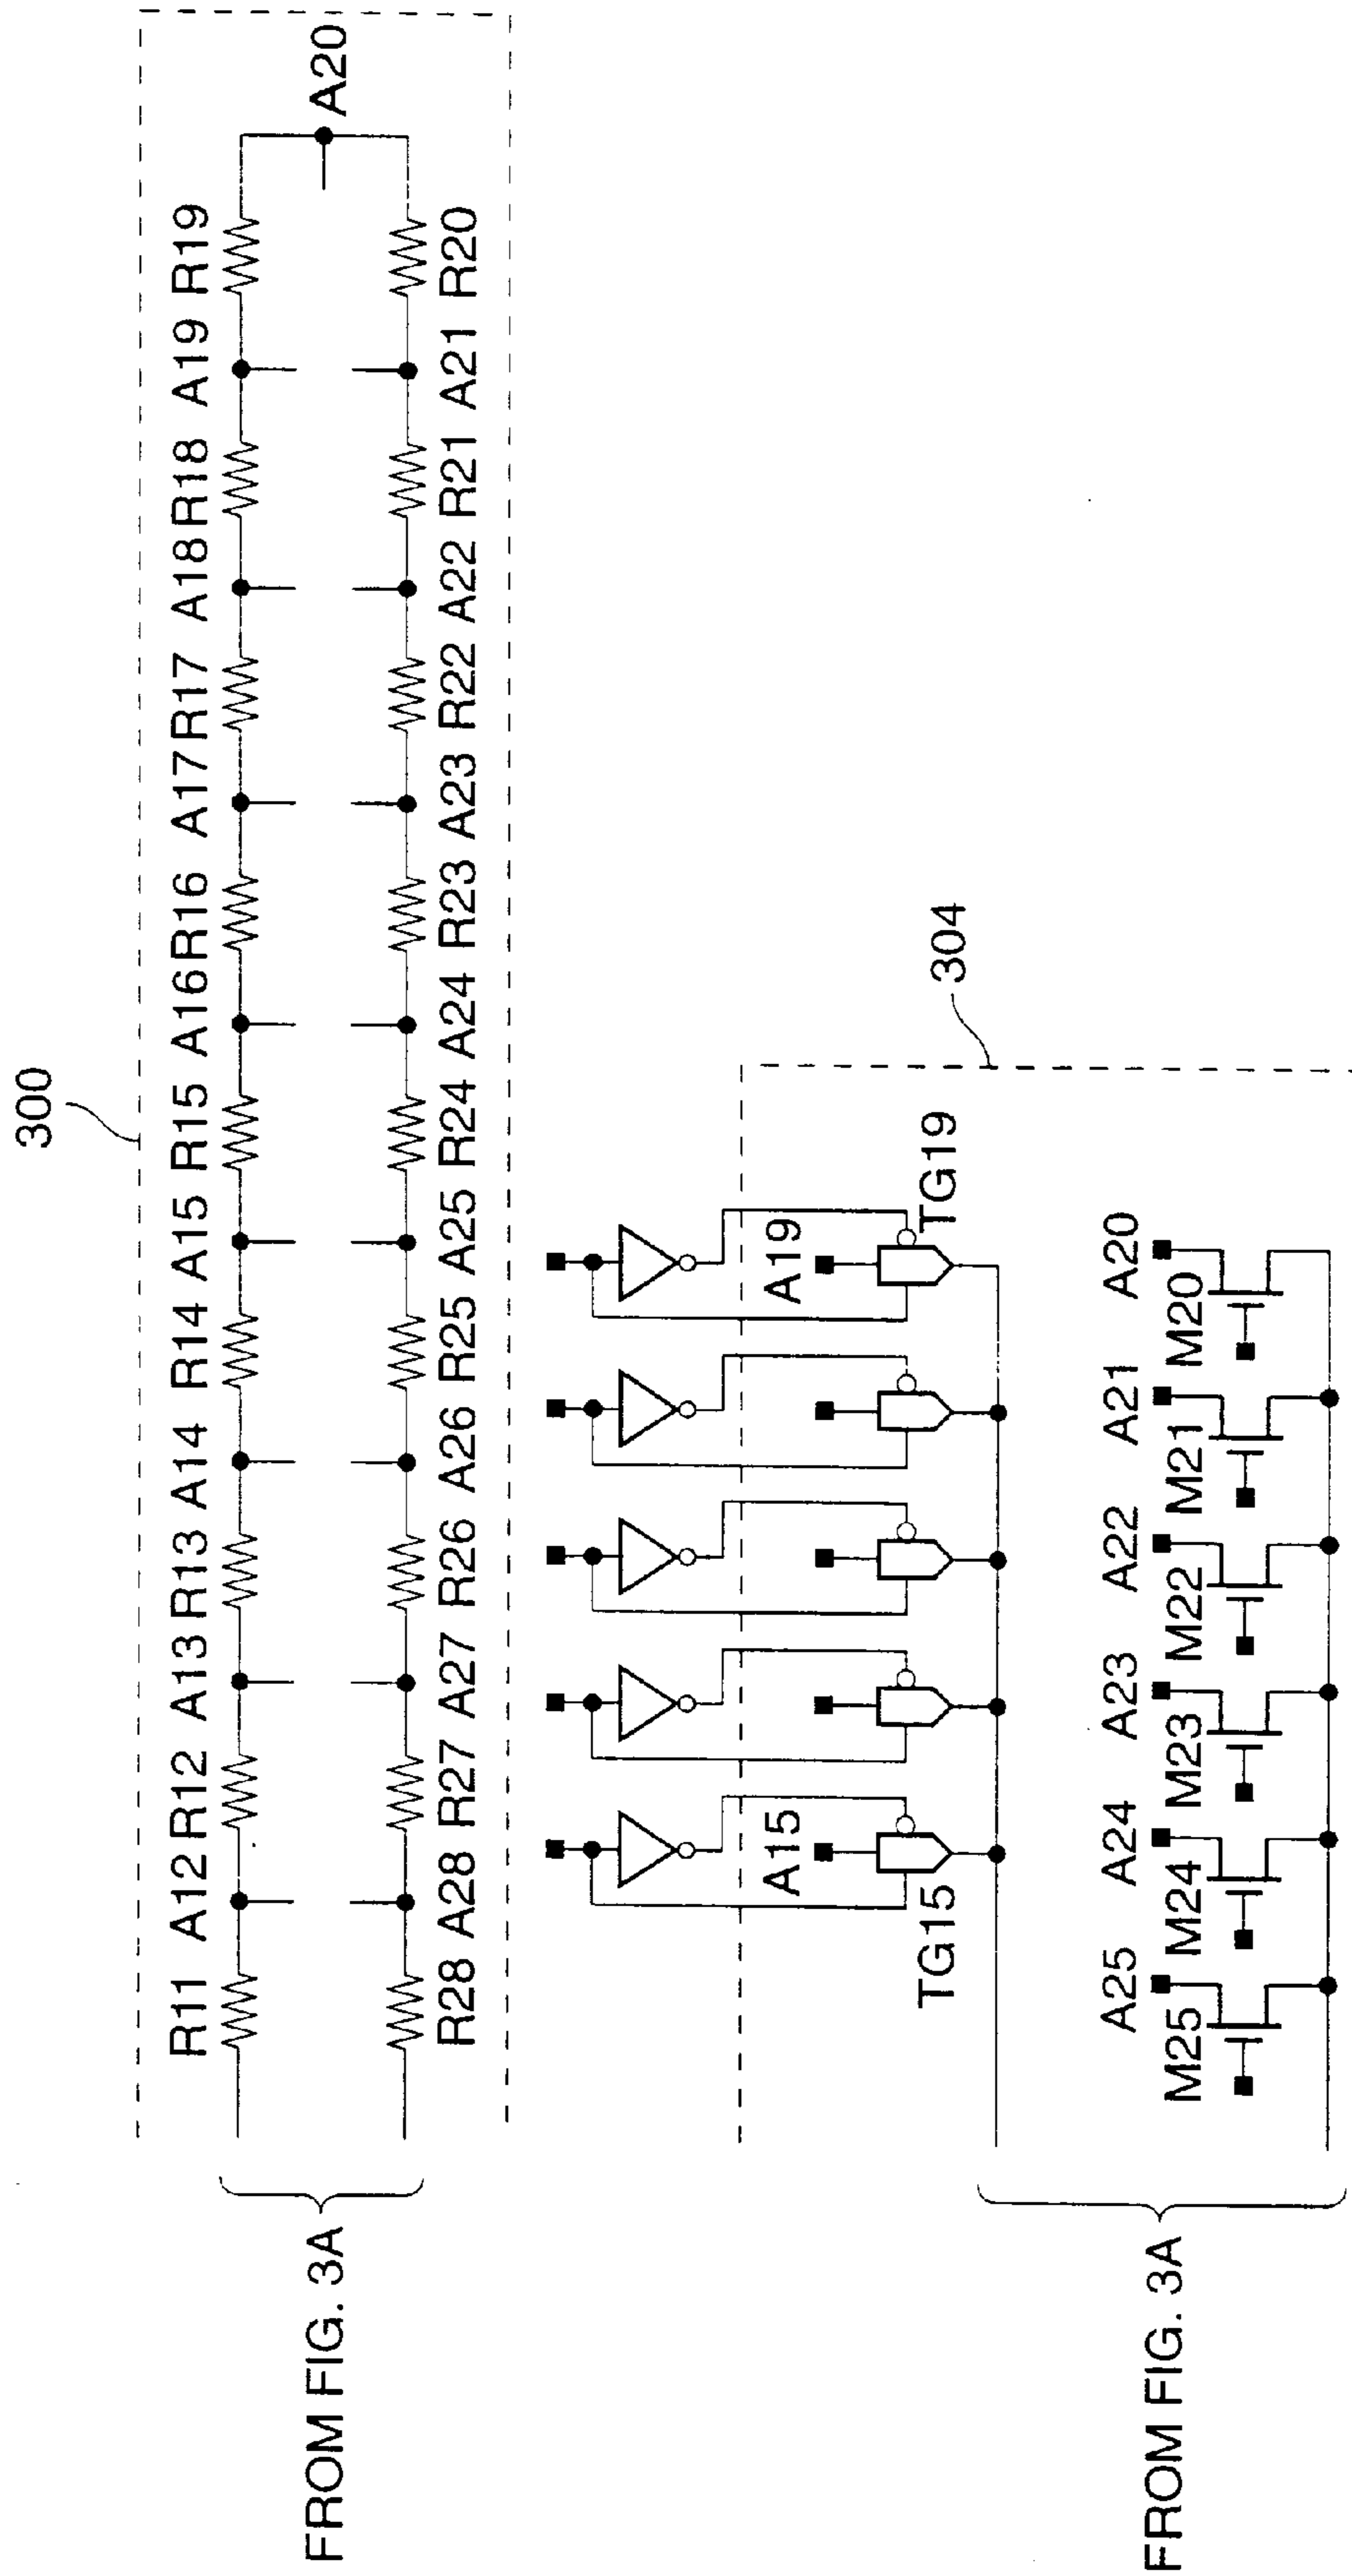 300
R11 A12 R12 A13 R13 A14 R14 A15 R15 A16 R16 A17 R17 A18 R18 A19 R19
A20
R28 A28 R27 A27 R26 A26 R25 A25 R24 A24 R23 A23 R22 A22 R21 A21 R20
FROM FIG. 3A
304
A15
A19
TG15
TG19
A25 A24 A23 A22 A21 A20
M25 M24 M23 M22 M21 M20
FROM FIG. 3A